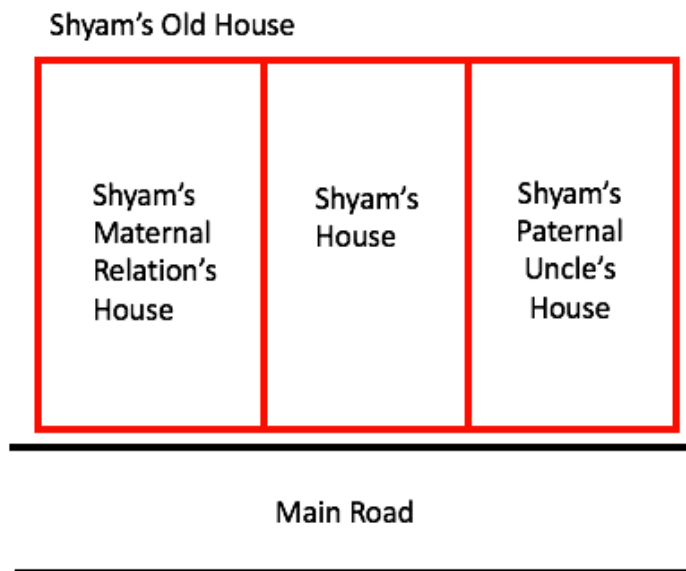 Shyam's Old House
Shyam's
Maternal
Relation's
House
Shyam's
House
Shyam's
Paternal
Uncle's
House
Main Road